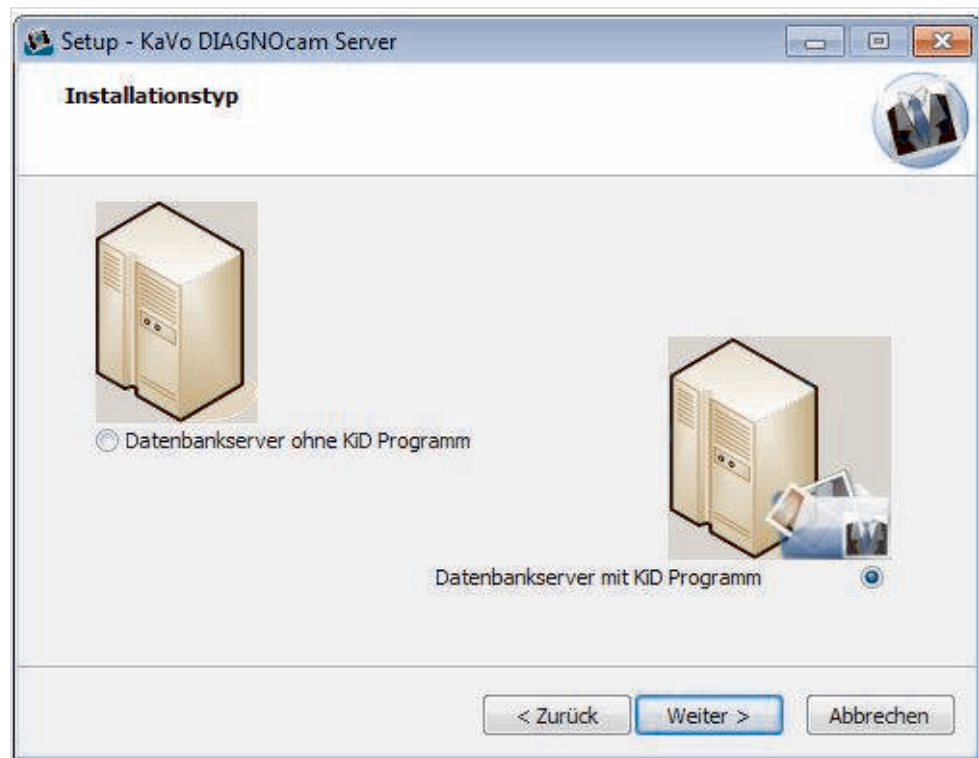 Setup - KaVo DIAGNOcam Server
Installationstyp
Datenbankserver ohne KiD Programm
Datenbankserver mit KiD Programm
< Zurück
Weiter >
Abbrechen